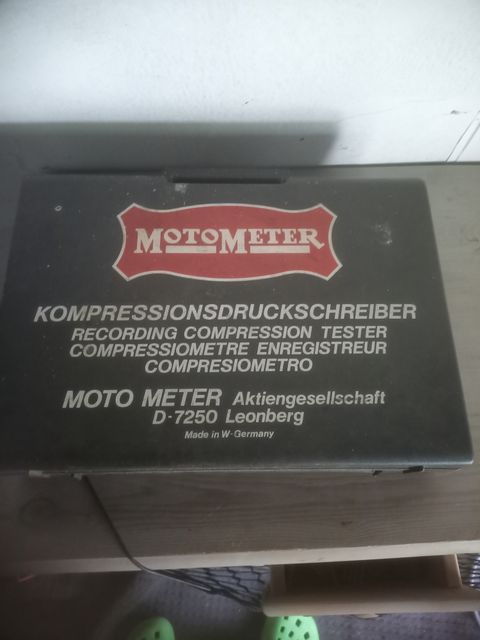 MOTOMETER
KOMPRESSIONSDRUCKSCHREIBER
RECORDING COMPRESSION TESTER
COMPRESSIOMETRE ENREGISTREUR
COMPRESIOMETRO
MOTO METER Aktiengesellschaft
D-7250 Leonberg
Made in W-Germany